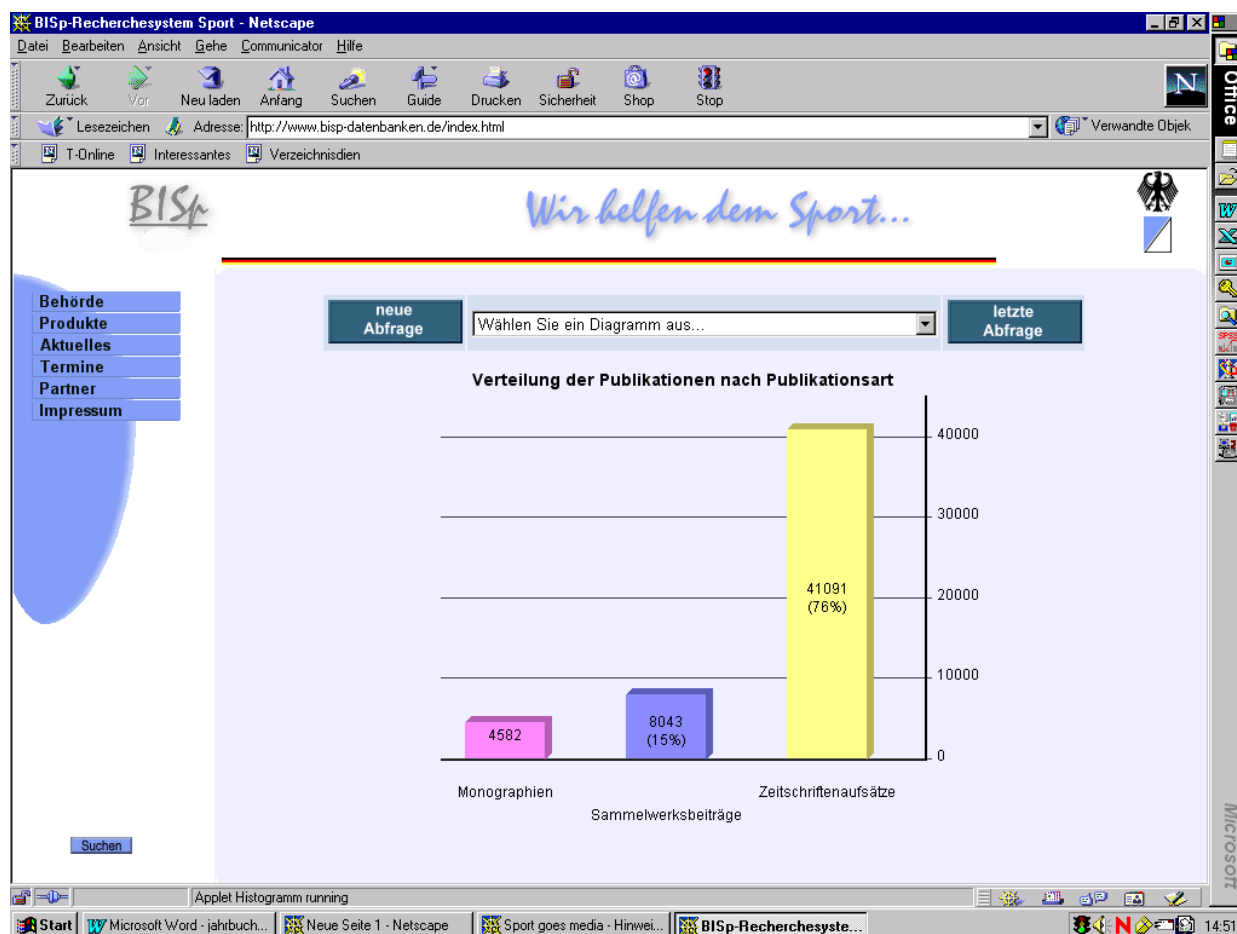 BISp-Recherchesystem Sport - Netscape
Datei Bearbeiten Ansicht Gehe Communicator Hilfe
Zurück Vor Neu laden Anfang Suchen Guide Drucken Sicherheit Shop Stop
N
Office
Lesezeichen Adresse: http://www.bisp-datenbanken.de/index.html Verwandte Objek
T-Online Interessantes Verzeichnisdien
BISp
Wir helfen dem Sport...
Behörde
Produkte
Aktuelles
Termine
Partner
Impressum
neue
Abfrage
Wählen Sie ein Diagramm aus...
letzte
Abfrage
Verteilung der Publikationen nach Publikationsart
40000
30000
20000
10000
0
41091
(76%)
8043
(15%)
4582
Monographien
Sammelwerksbeiträge
Zeitschriftenaufsätze
Suchen
Microsoft
Applet Histogramm running
Start Microsoft Word - jahrbuch... Neue Seite 1 - Netscape Sport goes media - Hinwei... BISp-Recherchesyste... N 14:51